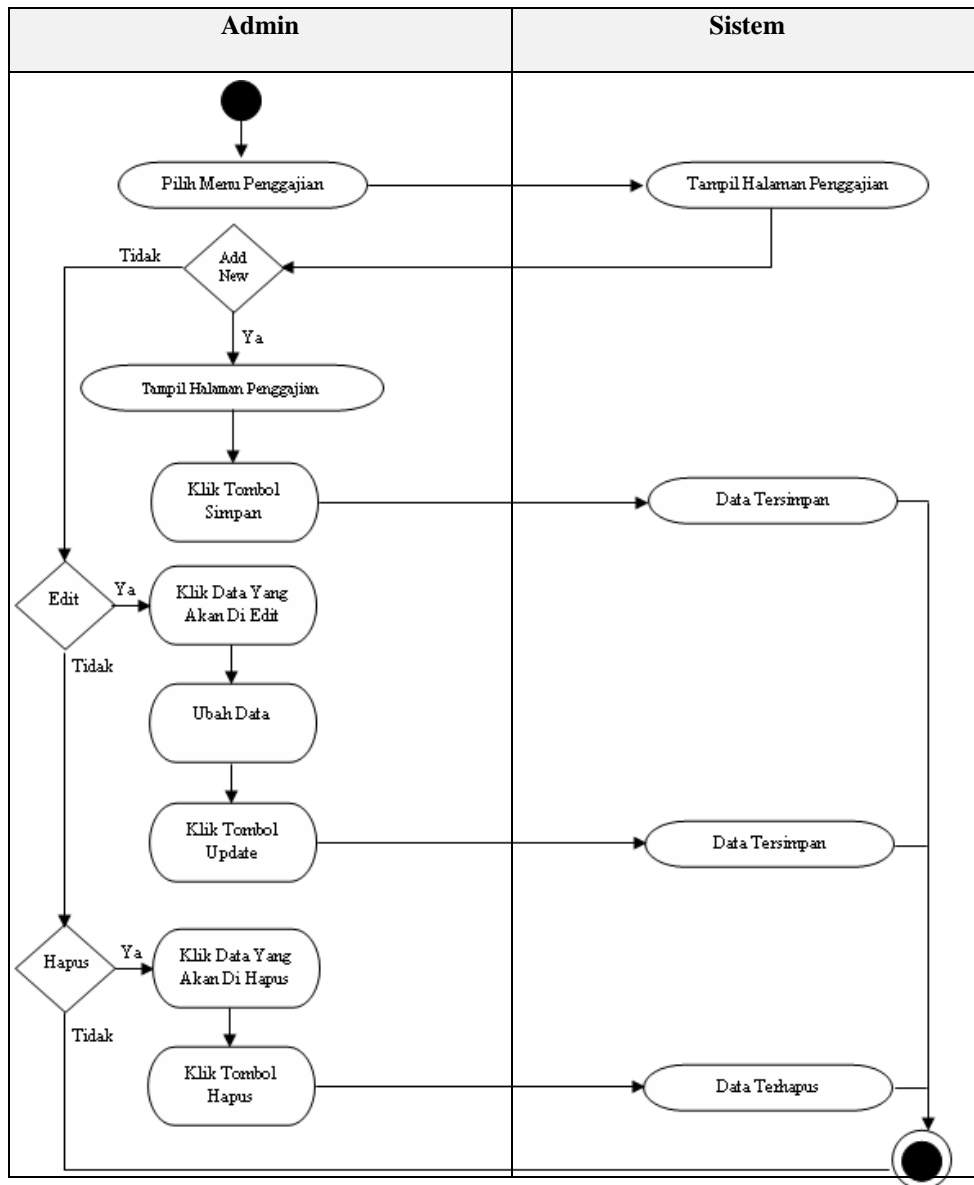 Admin
Sistem
Pilih Menu Penggajian
Tampil Halaman Penggajian
Tidak
Add
New
Ya
Tampil Halaman Penggajian
Klik Tombol
Simpan
Data Tersimpan
Edit
Ya
Klik Data Yang
Akan Di Edit
Tidak
Ubah Data
Klik Tombol
Update
Data Tersimpan
Hapus
Ya
Klik Data Yang
Akan Di Hapus
Tidak
Klik Tombol
Hapus
Data Terhapus